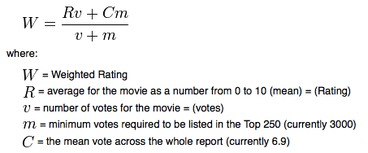 W = \frac{Rv + Cm}{v + m}
where:
W = Weighted Rating
R = average for the movie as a number from 0 to 10 (mean) = (Rating)
v = number of votes for the movie = (votes)
m = minimum votes required to be listed in the Top 250 (currently 3000)
C = the mean vote across the whole report (currently 6.9)